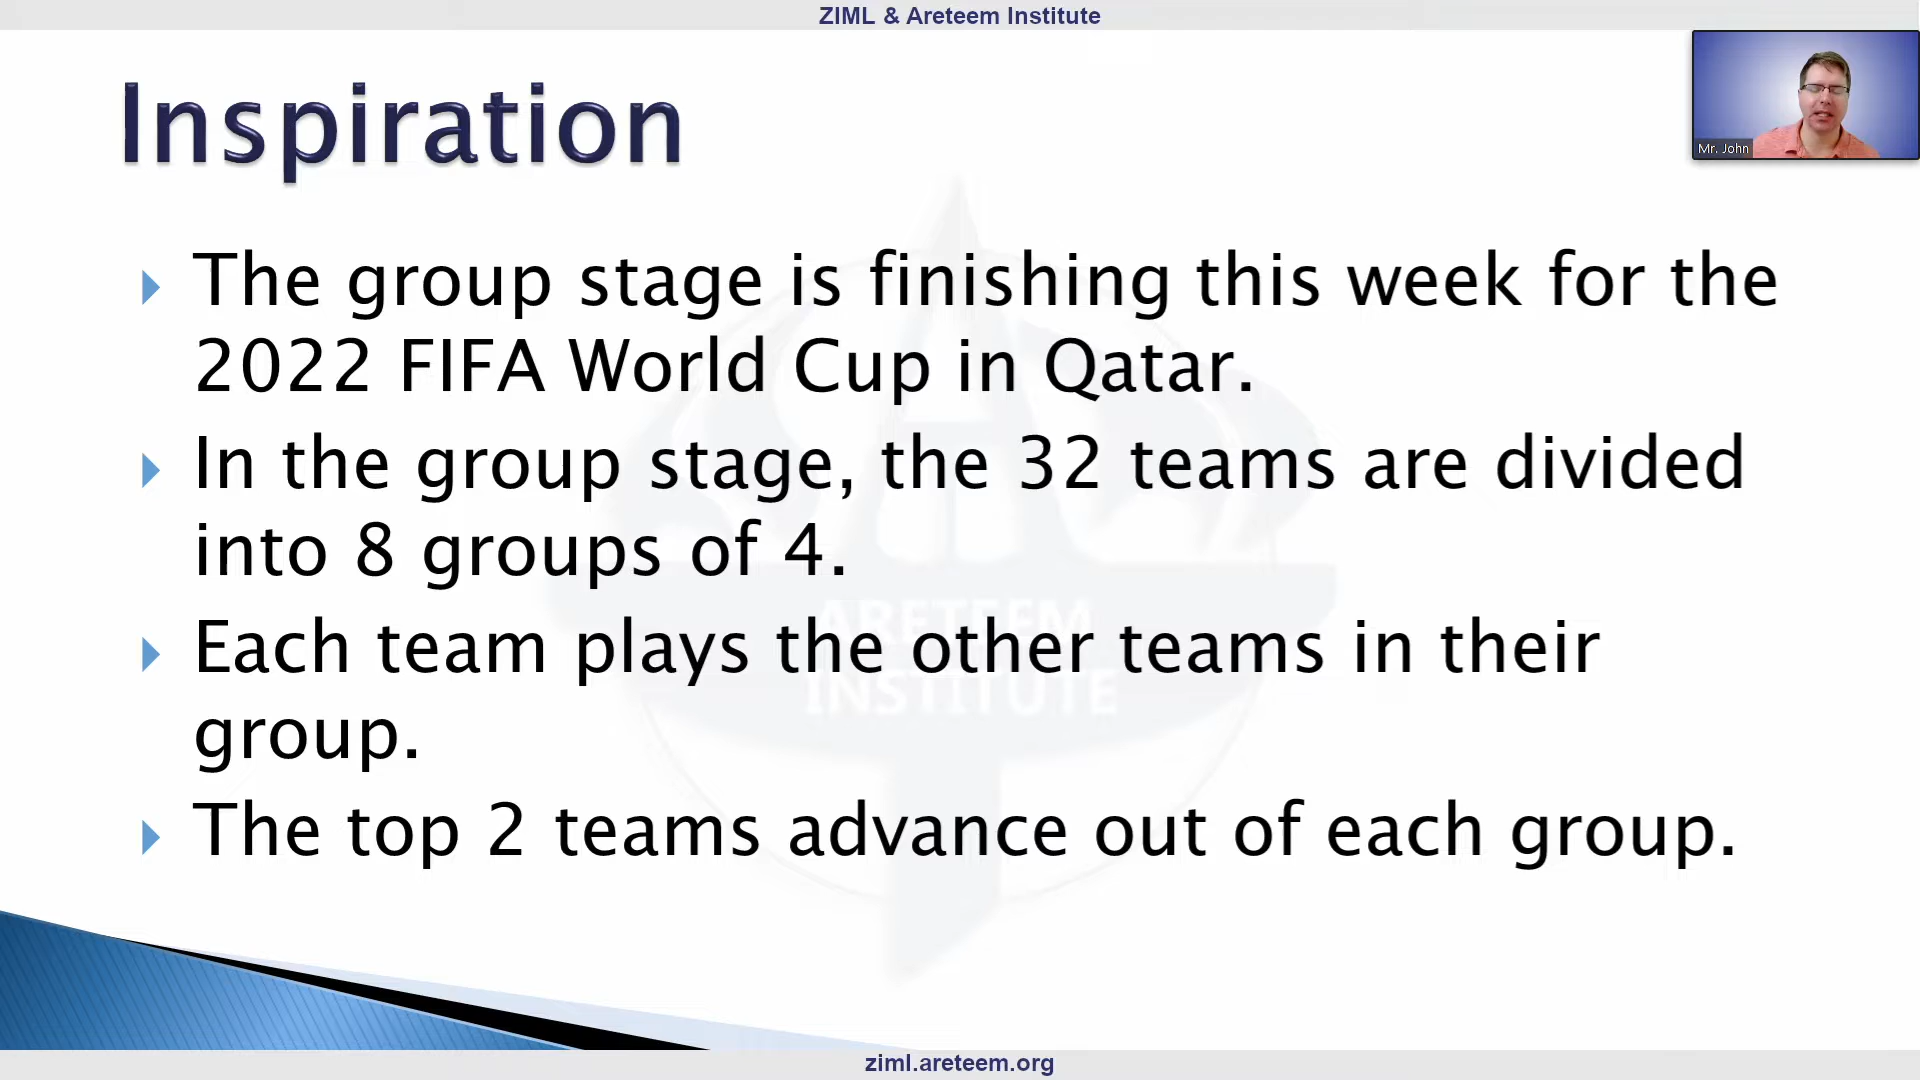 ZIML & Areteem Institute
Inspiration
Mr. John
The group stage is finishing this week for the
2022 FIFA World Cup in Qatar.
In the group stage, the 32 teams are divided
into 8 groups of 4.
ARETEEM
Each team plays the other teams in their
INSTITUTE
group.
The top 2 teams advance out of each group.
ziml.areteem.org